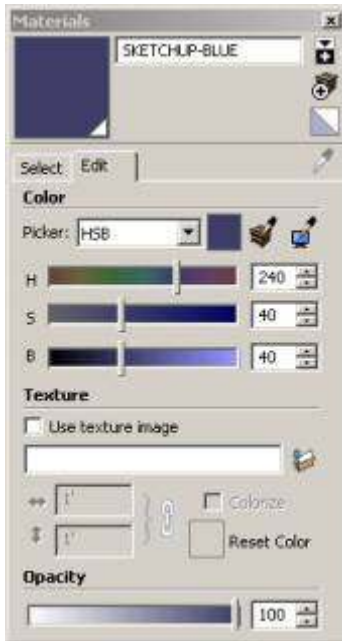 Materials
SKETCHUP-BLUE
Select Edit
Color
Picker: HSB
H 240
S 40
B 40
Texture
Use texture image
1'
Colorize
1'
Reset Color
Opacity
100